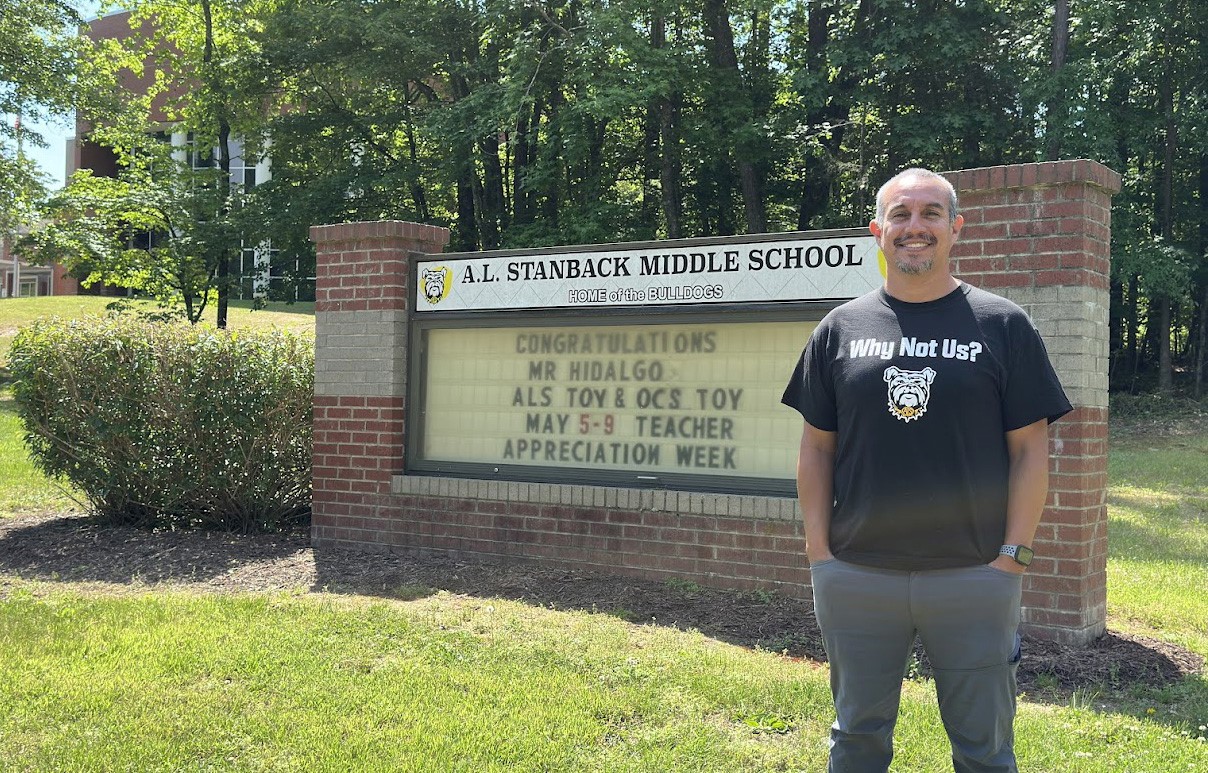 A.L. STANBACK MIDDLE SCHOOL
HOME of the BULLDOGS
CONGRATULATIONS
MR HIDALGO
ALS TOY & OCS TOY
MAY 5-9 TEACHER
APPRECIATION WEEK
Why Not Us?